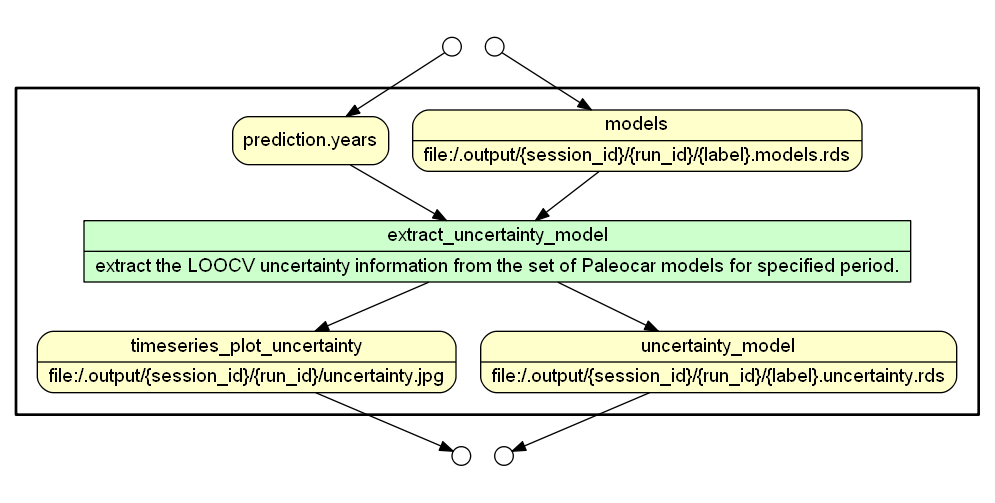 prediction.years
models
file:/.output/{session_id}/{run_id}/{label}.models.rds
extract_uncertainty_model
extract the LOOCV uncertainty information from the set of Paleocar models for specified period.
timeseries_plot_uncertainty
file:/.output/{session_id}/{run_id}/uncertainty.jpg
uncertainty_model
file:/.output/{session_id}/{run_id}/{label}.uncertainty.rds